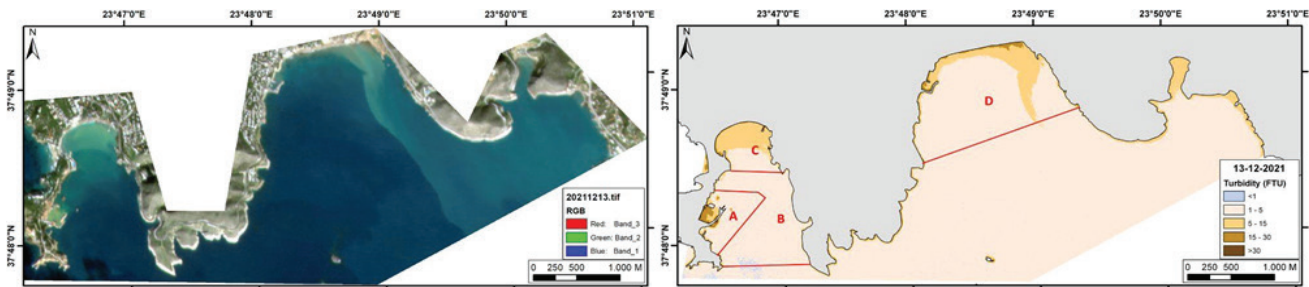 23°47'0"E 23°48'0"E 23°49'0"E 23°50'0"E 23°51'0"E
N
37°49'0"N
37°48'0"N
20211213.tif
RGB
Red: Band_3
Green: Band_2
Blue: Band_1
0 250 500 1.000 M
23°47'0"E 23°48'0"E 23°49'0"E 23°50'0"E 23°51'0"E
N
37°49'0"N
37°48'0"N
D
C
A B
13-12-2021
Turbidity (FTU)
<1
1 - 5
5 - 15
15 - 30
>30
0 250 500 1.000 M